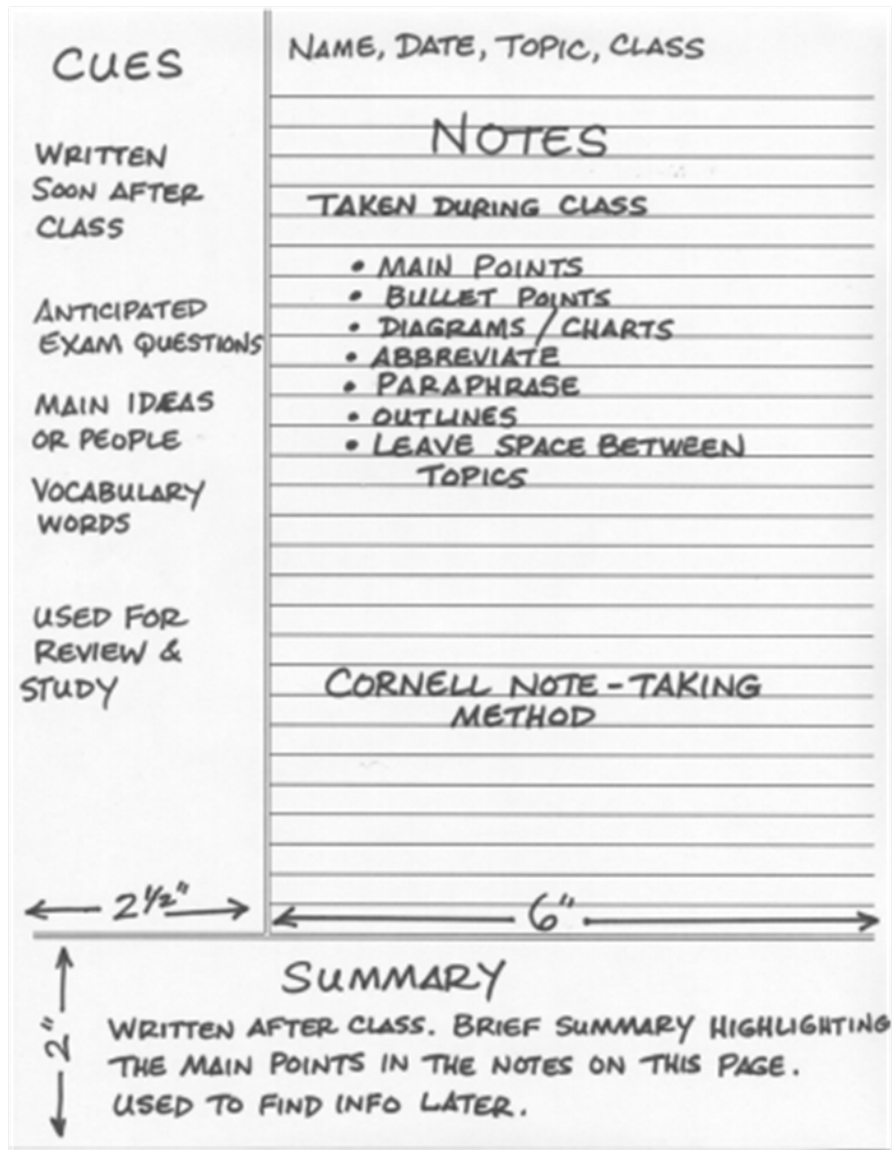 CUES
WRITTEN
SOON AFTER
CLASS
ANTICIPATED
EXAM QUESTIONS
MAIN IDEAS
OR PEOPLE
VOCABULARY
WORDS
USED FOR
REVIEW &
STUDY
2 1/2"
NAME, DATE, TOPIC, CLASS
NOTES
TAKEN DURING CLASS
• MAIN POINTS
• BULLET POINTS
• DIAGRAMS / CHARTS
• ABBREVIATE
• PARAPHRASE
• OUTLINES
• LEAVE SPACE BETWEEN
TOPICS
CORNELL NOTE-TAKING
METHOD
6"
2"
SUMMARY
WRITTEN AFTER CLASS. BRIEF SUMMARY HIGHLIGHTING
THE MAIN POINTS IN THE NOTES ON THIS PAGE.
USED TO FIND INFO LATER.